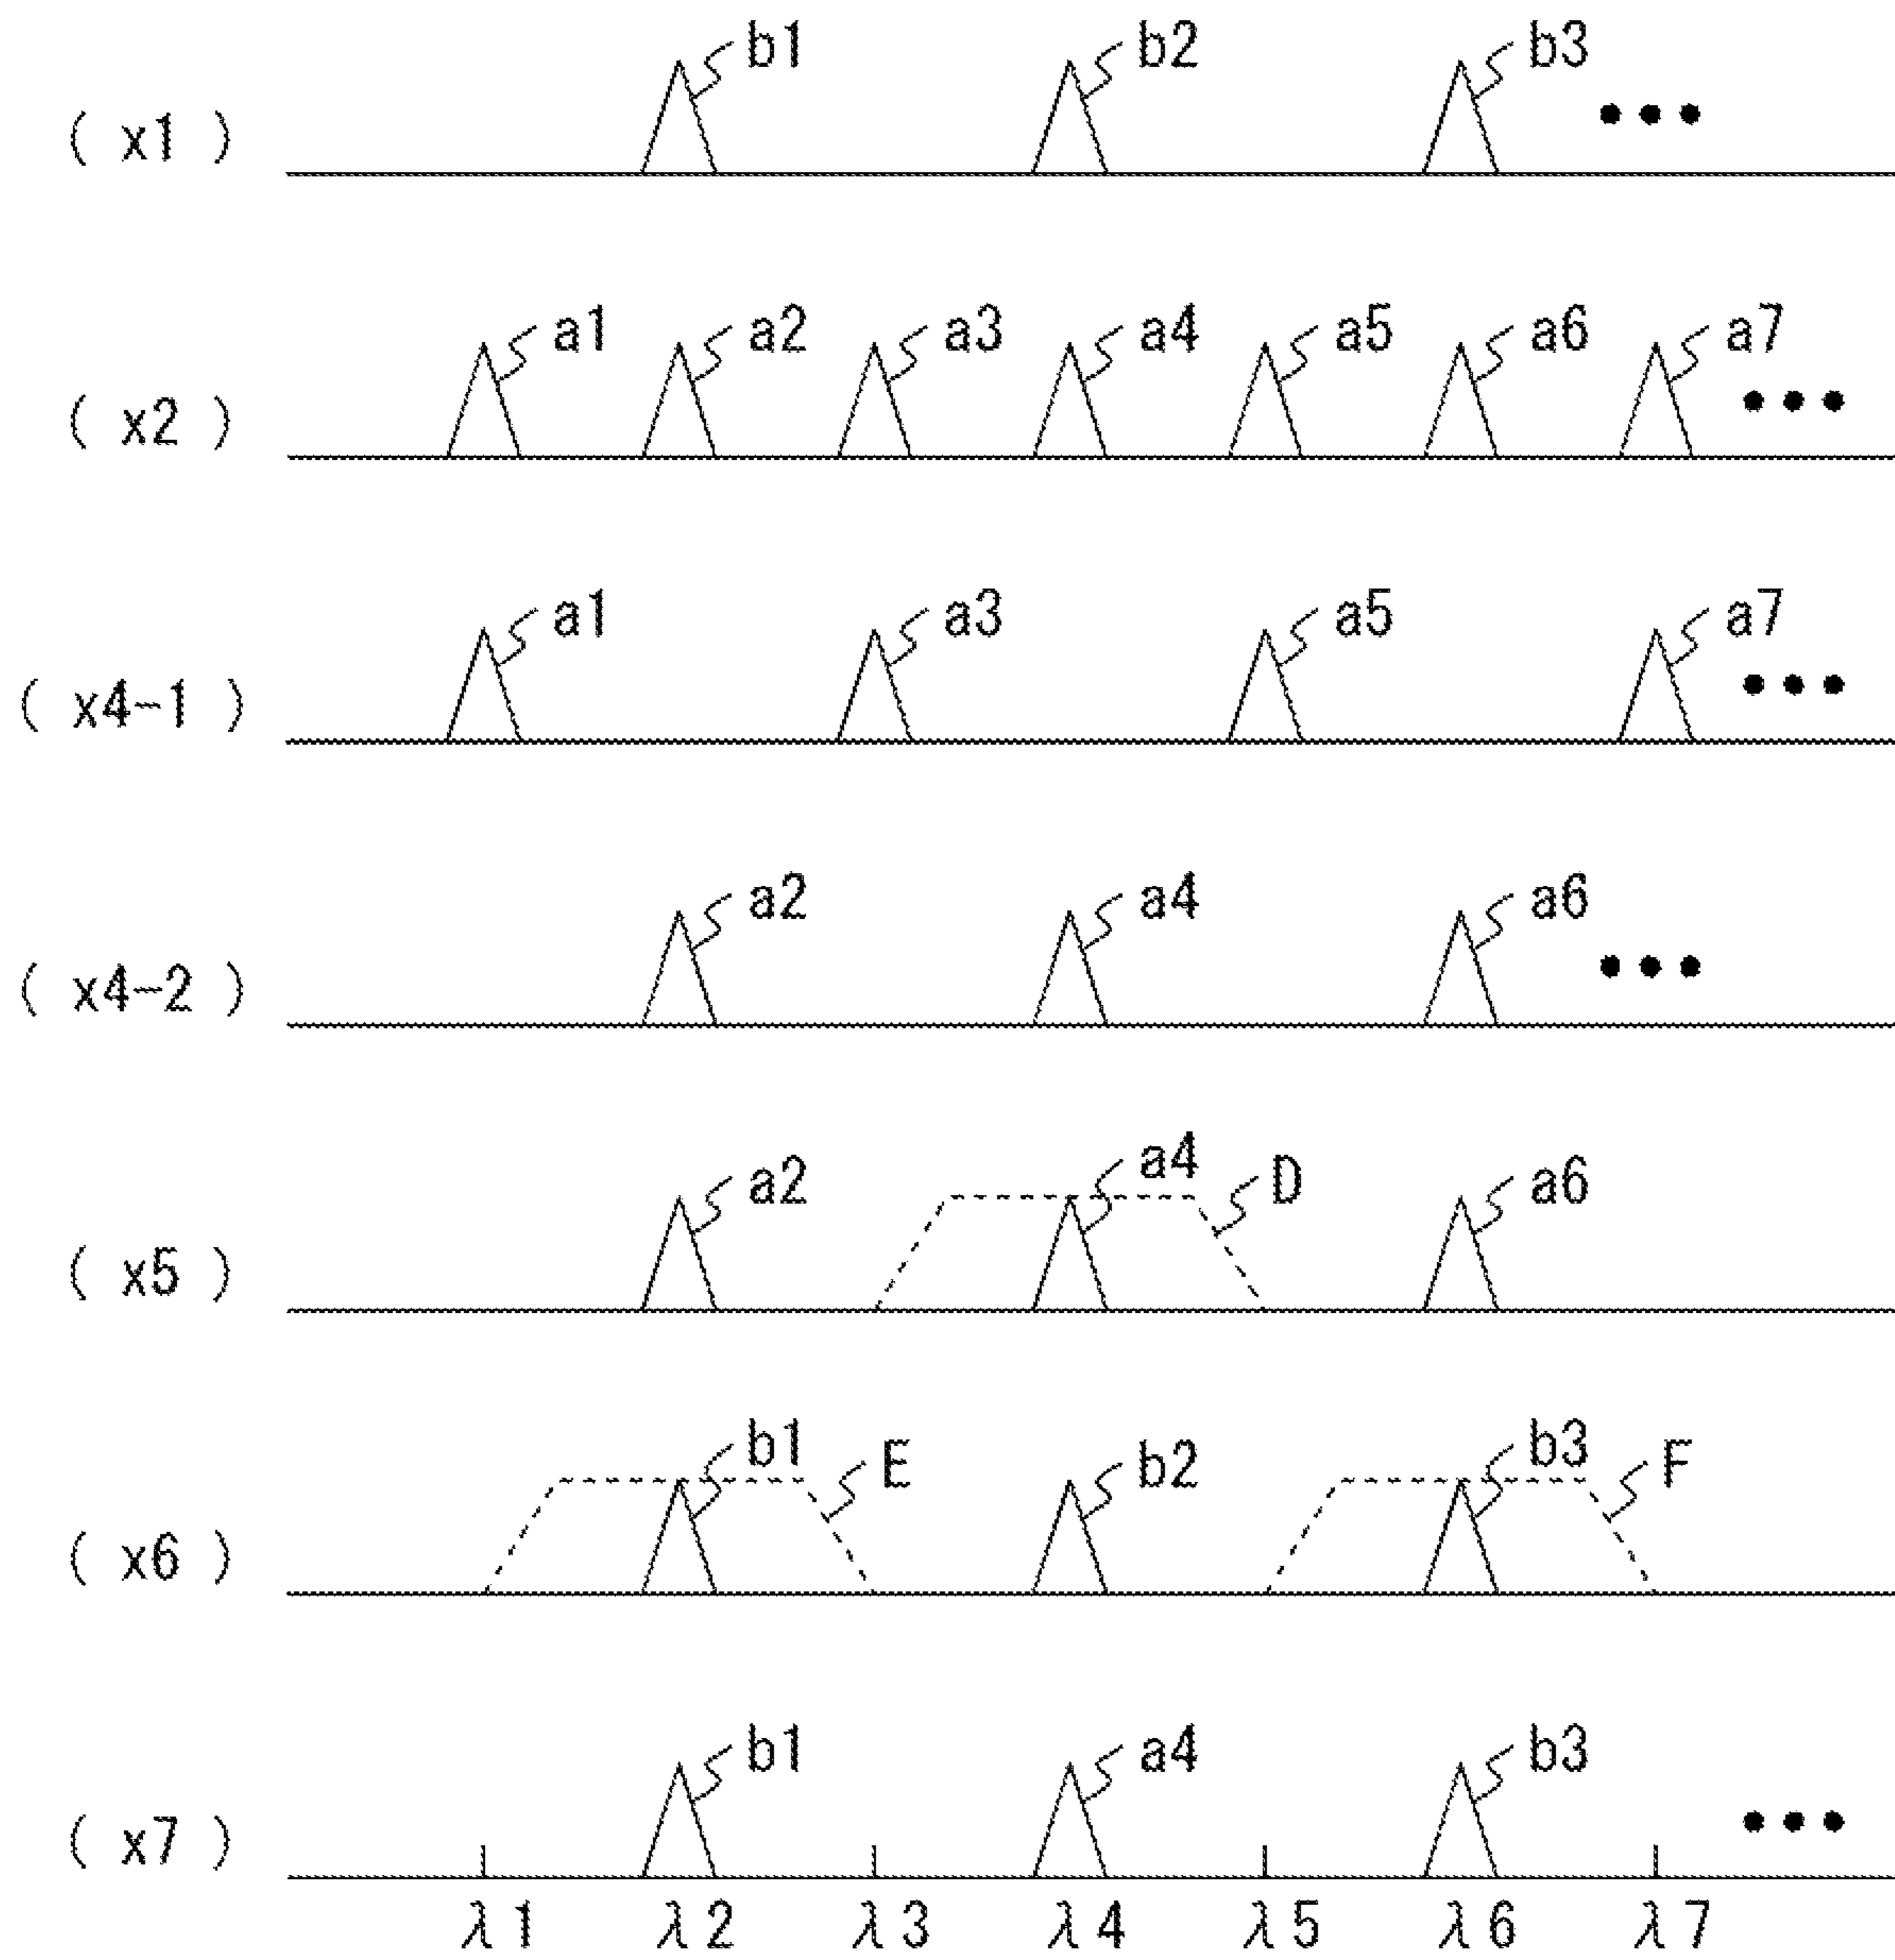 ( x1 ) b1 b2 b3 •••
( x2 ) a1 a2 a3 a4 a5 a6 a7 •••
( x4-1 ) a1 a3 a5 a7 •••
( x4-2 ) a2 a4 a6 •••
( x5 ) a2 a4 D a6
( x6 ) b1 E b2 b3 F
( x7 ) b1 a4 b3 •••
λ1 λ2 λ3 λ4 λ5 λ6 λ7